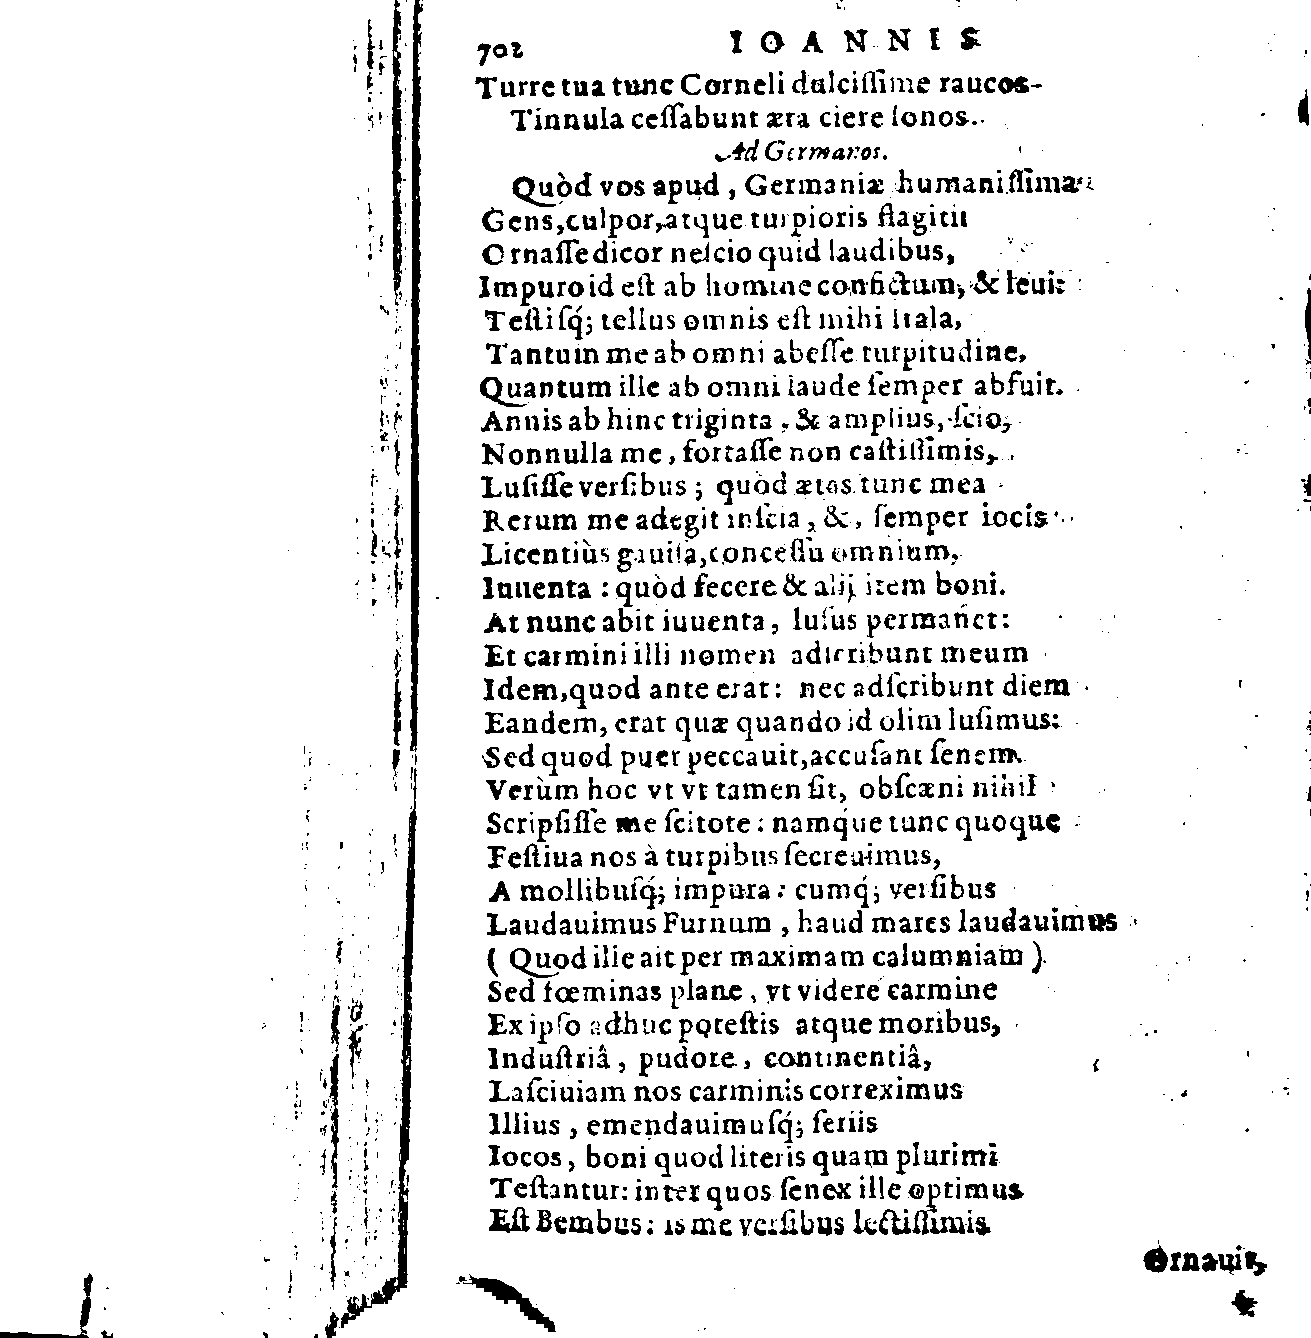 702 IOANNIS
Turre tua tunc Corneli dulcissime raucos
Tinnula cessabunt æra ciere sonos.
Ad Germanos.
Quòd vos apud, Germaniæ humanissima
Gens, culpor, atque turpioris flagitii
Ornasse dicor nescio quid laudibus,
Impuro id est ab homine confictum, & leui:
Testisq́; tellus omnis est mihi Itala,
Tantum me ab omni abesse turpitudine,
Quantum ille ab omni laude semper abfuit.
Annis ab hinc triginta, & amplius, scio,
Nonnulla me, fortasse non castissimis,
Lusisse versibus; quòd ætas tunc mea
Rerum me adegit inscia, &, semper iocis
Licentiùs gauisa, concessu omnium,
Iuuenta: quòd fecere & alij item boni.
At nunc abit iuuenta, lusus permanet:
Et carmini illi nomen adscribunt meum
Idem, quod ante erat: nec adscribunt diem
Eandem, erat quæ quando id olim lusimus:
Sed quod puer peccauit, accusant senem.
Verùm hoc vt vt tamen sit, obscæni nihil
Scripsisse me scitote: namque tunc quoque
Festiua nos à turpibus secreuimus,
A mollibusq́; impura: cumq́; versibus
Laudauimus Furnum, haud mares laudauimus
(Quod ille ait per maximam calumniam)
Sed fœminas plane, vt videre carmine
Ex ipso adhuc potestis atque moribus,
Industriâ, pudore, continentiâ,
Lasciuiam nos carminis correximus
Illius, emendauimusq́; seriis
Iocos, boni quod literis quam plurimi
Testantur: inter quos senex ille optimus
Est Bembus: is me versibus lectissimis
Ornauit,